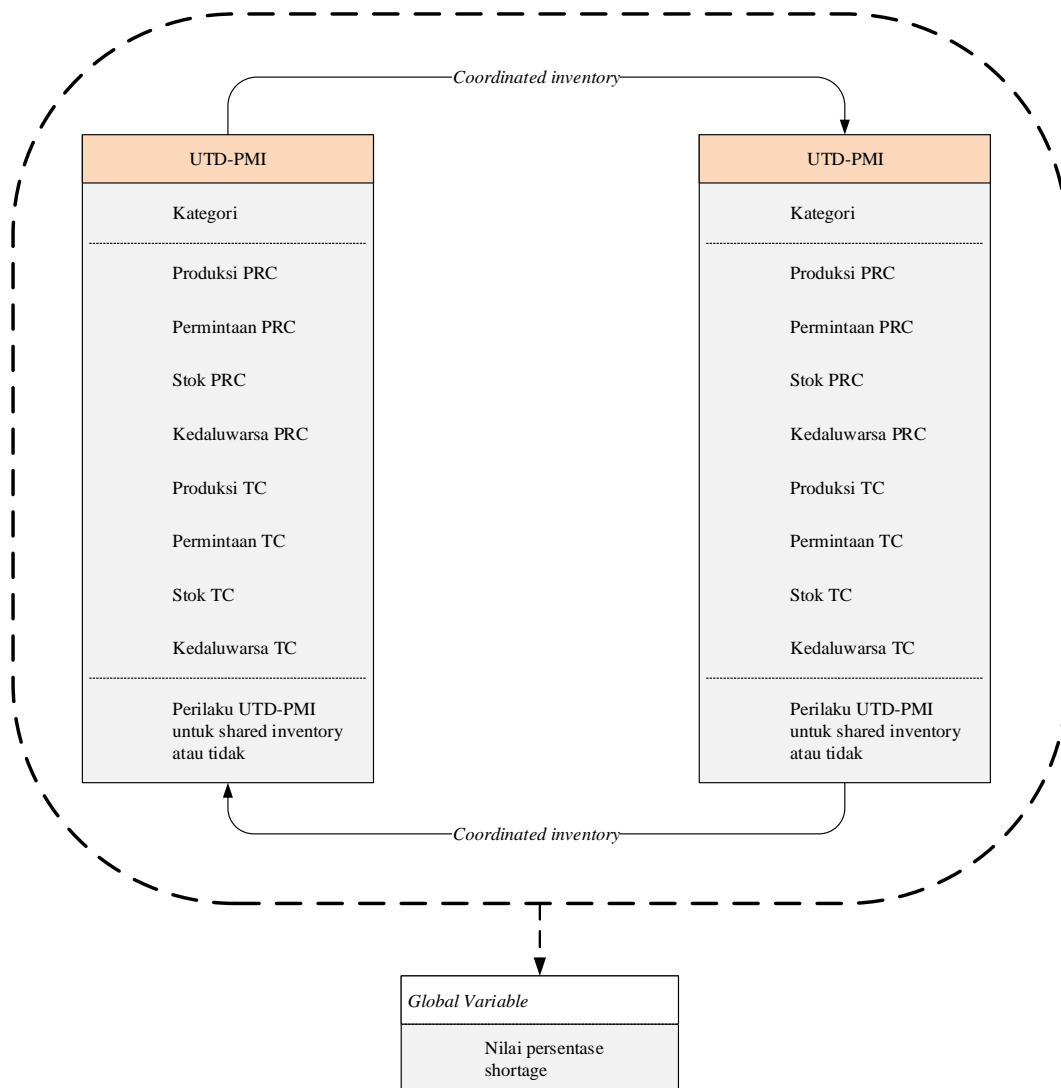 Coordinated inventory
UTD-PMI
Kategori
Produksi PRC
Permintaan PRC
Stok PRC
Kedaluwarsa PRC
Produksi TC
Permintaan TC
Stok TC
Kedaluwarsa TC
Perilaku UTD-PMI
untuk shared inventory
atau tidak
UTD-PMI
Kategori
Produksi PRC
Permintaan PRC
Stok PRC
Kedaluwarsa PRC
Produksi TC
Permintaan TC
Stok TC
Kedaluwarsa TC
Perilaku UTD-PMI
untuk shared inventory
atau tidak
Coordinated inventory
Global Variable
Nilai persentase
shortage